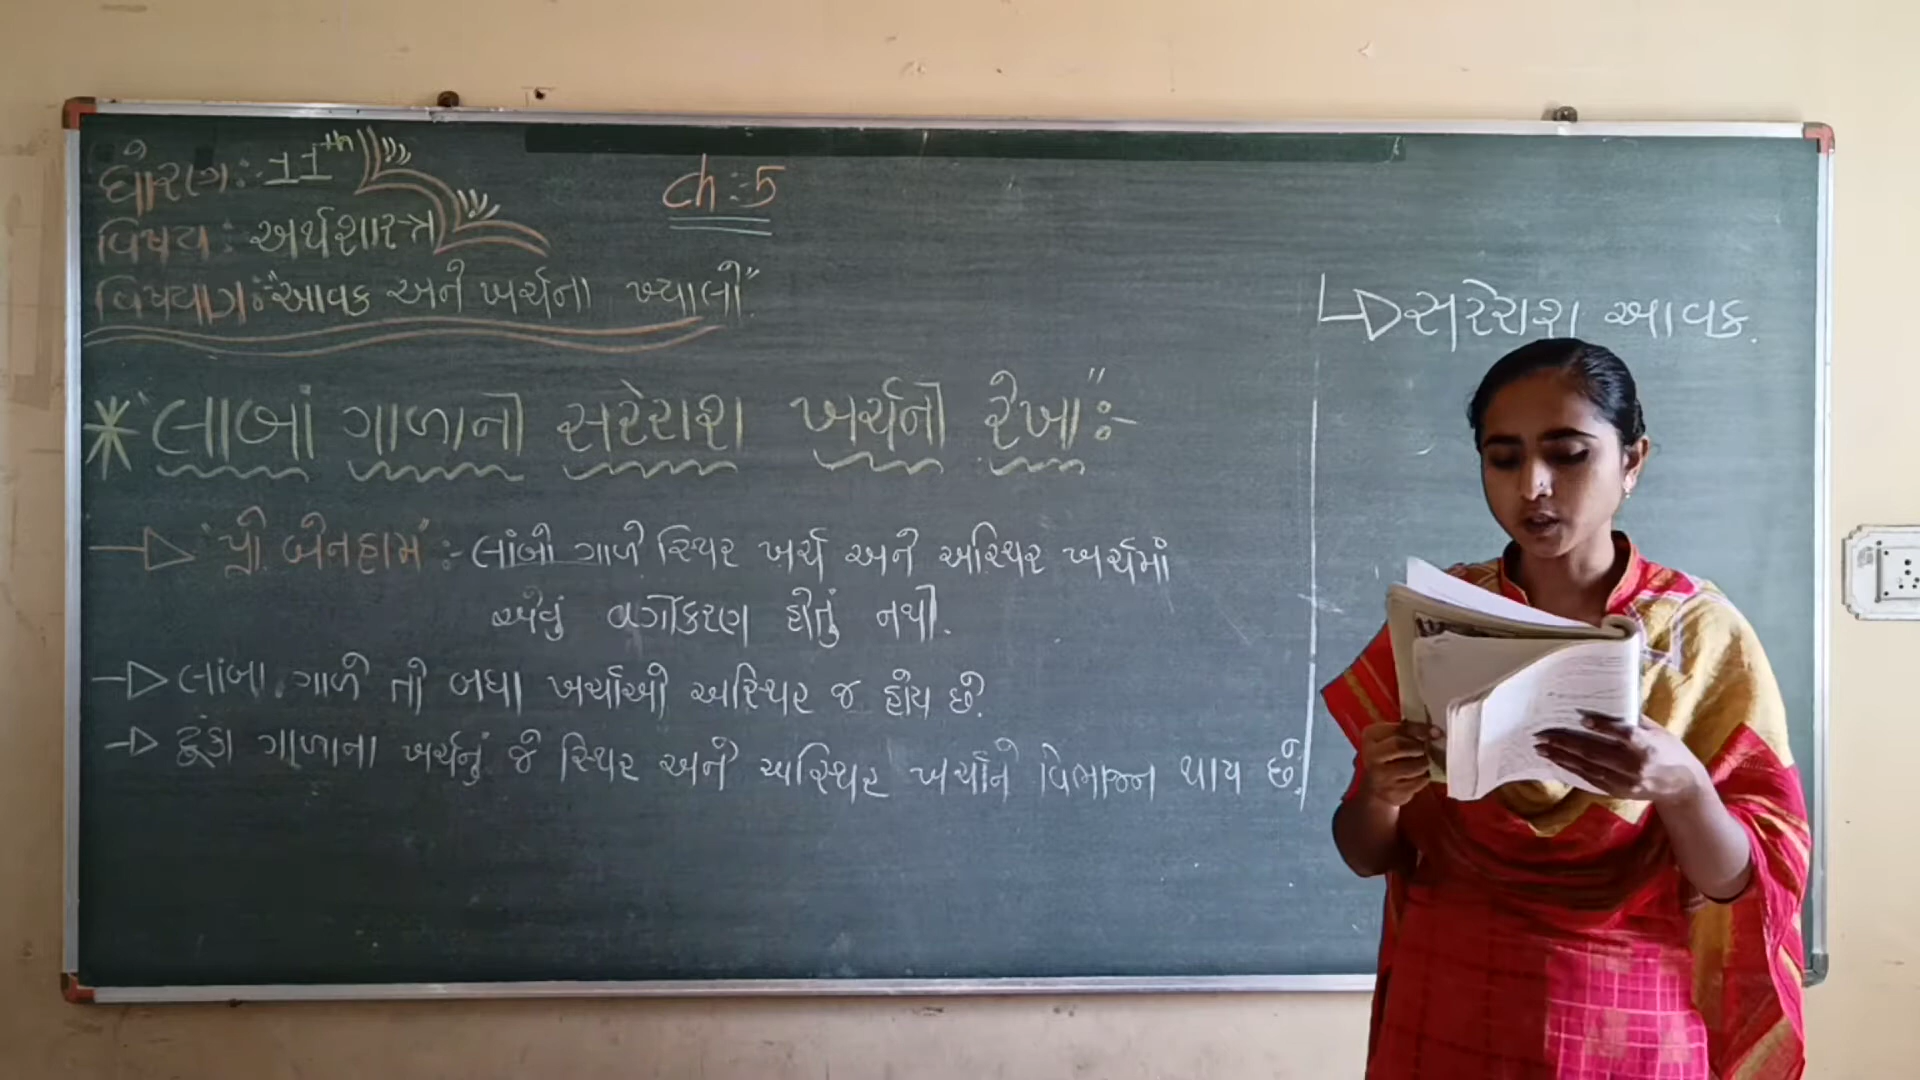 ધોરણ :- 11th
ch :- 5
વિષય : અર્થશાસ્ત્ર
વિષયાંગ :- "આવક અને ખર્ચના ખ્યાલો".
→ સરેરાશ આવક.
* "લાબાં ગાળાની સરેરાશ ખર્ચની રેખા" :-
→ "પ્રો. બેનહામ" :- લાંબા ગાળે સ્થિર ખર્ચ અને અસ્થિર ખર્ચમાં
એવું વર્ગીકરણ હોતું નથી.
→ લાંબા ગાળે તો બધા ખર્ચાઓ અસ્થિર જ હોય છે.
→ ટૂંકા ગાળાના ખર્ચનું જે સ્થિર અને અસ્થિર ખર્ચાને વિભાજન થાય છે.